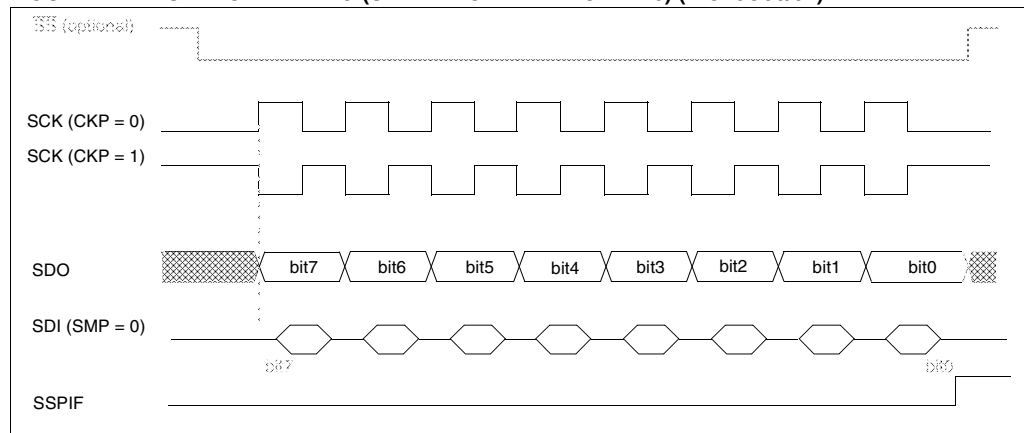 SS (optional)
SCK (CKP = 0)
SCK (CKP = 1)
SDO
bit7 bit6 bit5 bit4 bit3 bit2 bit1 bit0
SDI (SMP = 0)
bit7 bit0
SSPIF